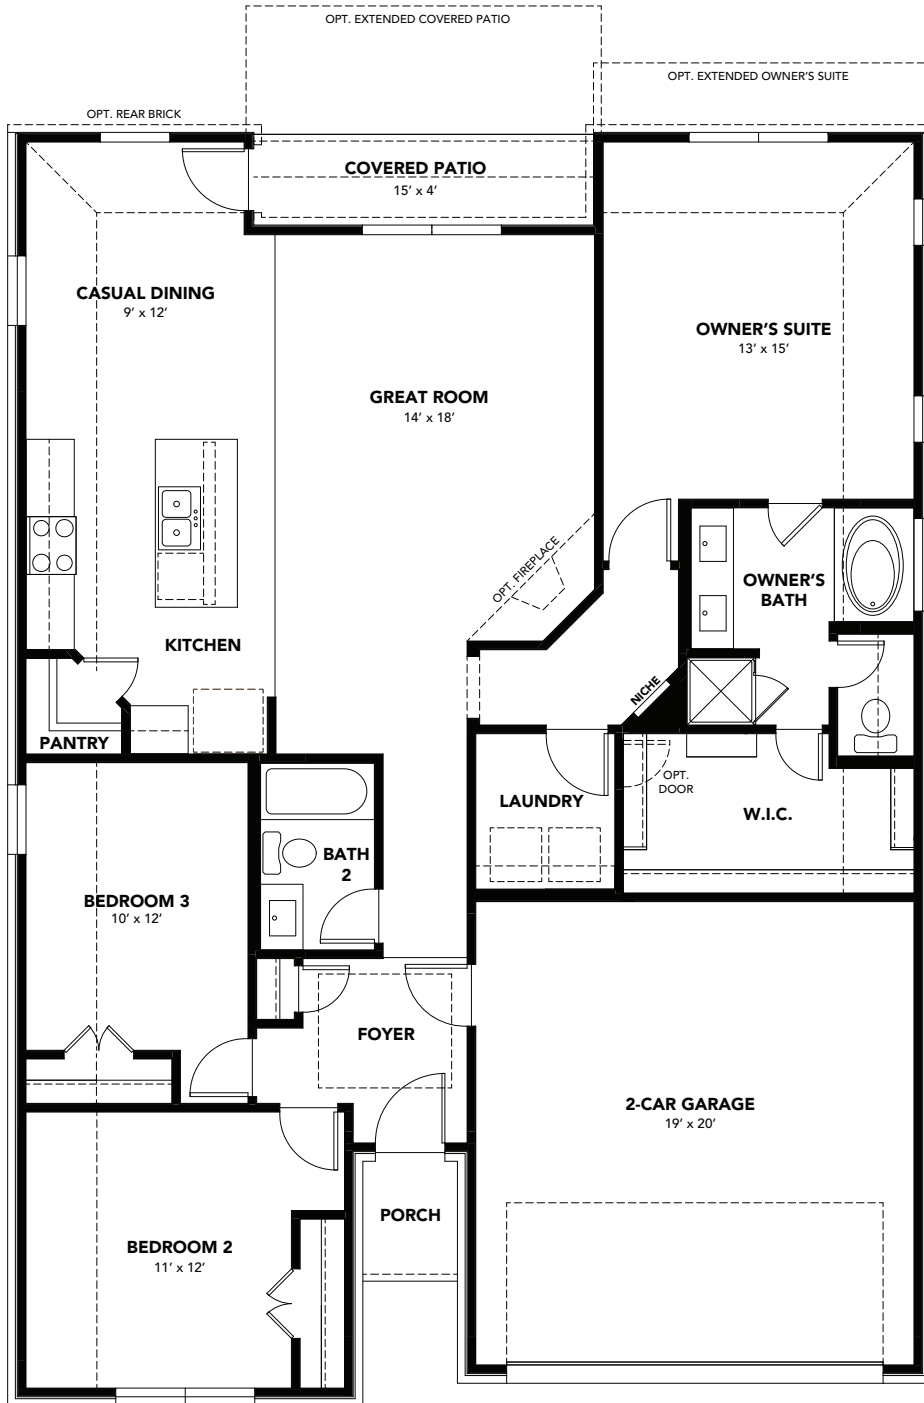 OPT. EXTENDED COVERED PATIO
OPT. EXTENDED OWNER'S SUITE
OPT. REAR BRICK
COVERED PATIO
15' x 4'
CASUAL DINING
9' x 12'
OWNER'S SUITE
13' x 15'
GREAT ROOM
14' x 18'
OPT. FIREPLACE
OWNER'S
BATH
KITCHEN
NICHE
PANTRY
OPT.
DOOR
LAUNDRY
W.I.C.
BATH
2
BEDROOM 3
10' x 12'
FOYER
2-CAR GARAGE
19' x 20'
PORCH
BEDROOM 2
11' x 12'